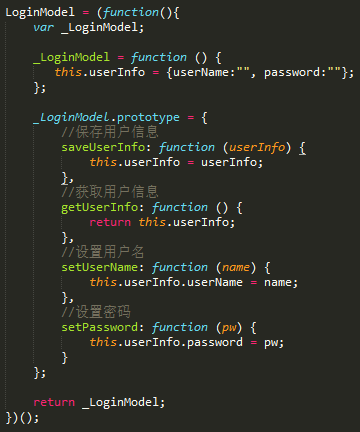 LoginModel = (function(){
    var _LoginModel;

    _LoginModel = function () {
       this.userInfo = {userName:"", password:""};
    };

    _LoginModel.prototype = {
        //保存用户信息
        saveUserInfo: function (userInfo) {
            this.userInfo = userInfo;
        },
        //获取用户信息
        getUserInfo: function () {
            return this.userInfo;
        },
        //设置用户名
        setUserName: function (name) {
            this.userInfo.userName = name;
        },
        //设置密码
        setPassword: function (pw) {
            this.userInfo.password = pw;
        }
    };

    return _LoginModel;
})();